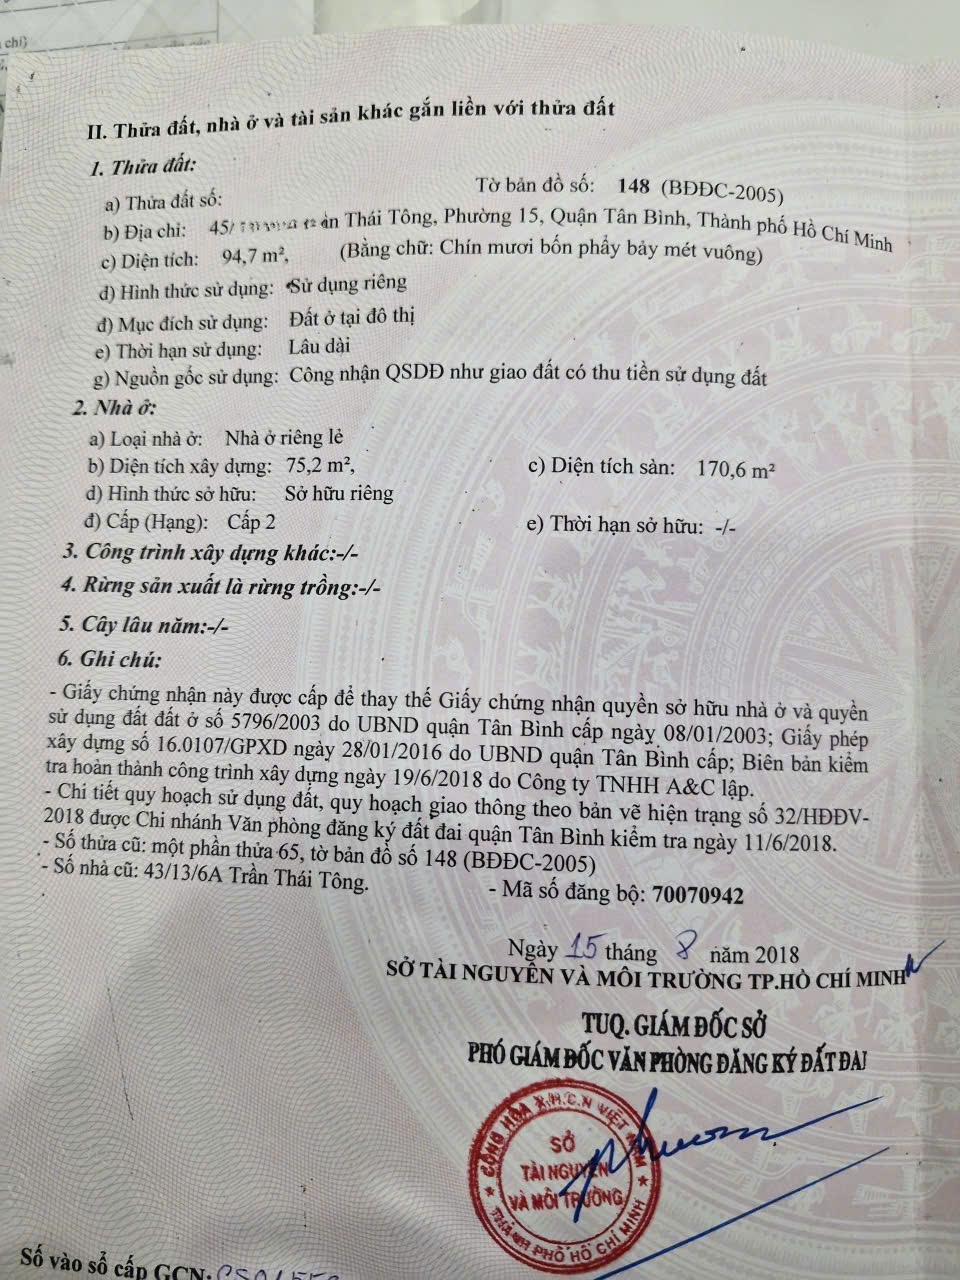 chỉ)
II. Thửa đất, nhà ở và tài sản khác gắn liền với thửa đất
1. Thửa đất:
a) Thửa đất số: Tờ bản đồ số: 148 (BĐĐC-2005)
b) Địa chỉ: 45/ Thái Tông, Phường 15, Quận Tân Bình, Thành phố Hồ Chí Minh
c) Diện tích: 94,7 m², (Bằng chữ: Chín mươi bốn phẩy bảy mét vuông)
d) Hình thức sử dụng: Sử dụng riêng
đ) Mục đích sử dụng: Đất ở tại đô thị
e) Thời hạn sử dụng: Lâu dài
g) Nguồn gốc sử dụng: Công nhận QSDĐ như giao đất có thu tiền sử dụng đất
2. Nhà ở:
a) Loại nhà ở: Nhà ở riêng lẻ
b) Diện tích xây dựng: 75,2 m², c) Diện tích sàn: 170,6 m²
d) Hình thức sở hữu: Sở hữu riêng
đ) Cấp (Hạng): Cấp 2 e) Thời hạn sở hữu: -/-
3. Công trình xây dựng khác:-/-
4. Rừng sản xuất là rừng trồng:-/-
5. Cây lâu năm:-/-
6. Ghi chú:
- Giấy chứng nhận này được cấp để thay thế Giấy chứng nhận quyền sở hữu nhà ở và quyền
sử dụng đất đất ở số 5796/2003 do UBND quận Tân Bình cấp ngày 08/01/2003; Giấy phép
xây dựng số 16.0107/GPXD ngày 28/01/2016 do UBND quận Tân Bình cấp; Biên bản kiểm
tra hoàn thành công trình xây dựng ngày 19/6/2018 do Công ty TNHH A&C lập.
- Chi tiết quy hoạch sử dụng đất, quy hoạch giao thông theo bản vẽ hiện trạng số 32/HĐĐV-
2018 được Chi nhánh Văn phòng đăng ký đất đai quận Tân Bình kiểm tra ngày 11/6/2018.
- Số thửa cũ: một phần thửa 65, tờ bản đồ số 148 (BĐĐC-2005)
- Số nhà cũ: 43/13/6A Trần Thái Tông.
- Mã số đăng bộ: 70070942
Ngày 15 tháng 8 năm 2018
SỞ TÀI NGUYÊN VÀ MÔI TRƯỜNG TP.HỒ CHÍ MINH
TUQ. GIÁM ĐỐC SỞ
PHÓ GIÁM ĐỐC VĂN PHÒNG ĐĂNG KÝ ĐẤT ĐAI
CỘNG HÒA X.H.C.N VIỆT NAM
SỞ
TÀI NGUYÊN
VÀ MÔI TRƯỜNG
THÀNH PHỐ HỒ CHÍ MINH
Số vào sổ cấp GCN: